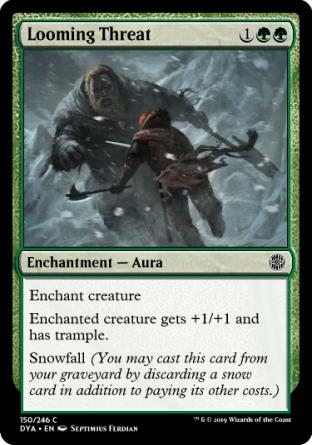 Looming Threat 1
Enchantment — Aura
Enchant creature
Enchanted creature gets +1/+1 and
has trample.
Snowfall (You may cast this card from
your graveyard by discarding a snow
card in addition to paying its other costs.)
150/246 C
DYA • EN Septimius Ferdian
™ & © 2019 Wizards of the Coast